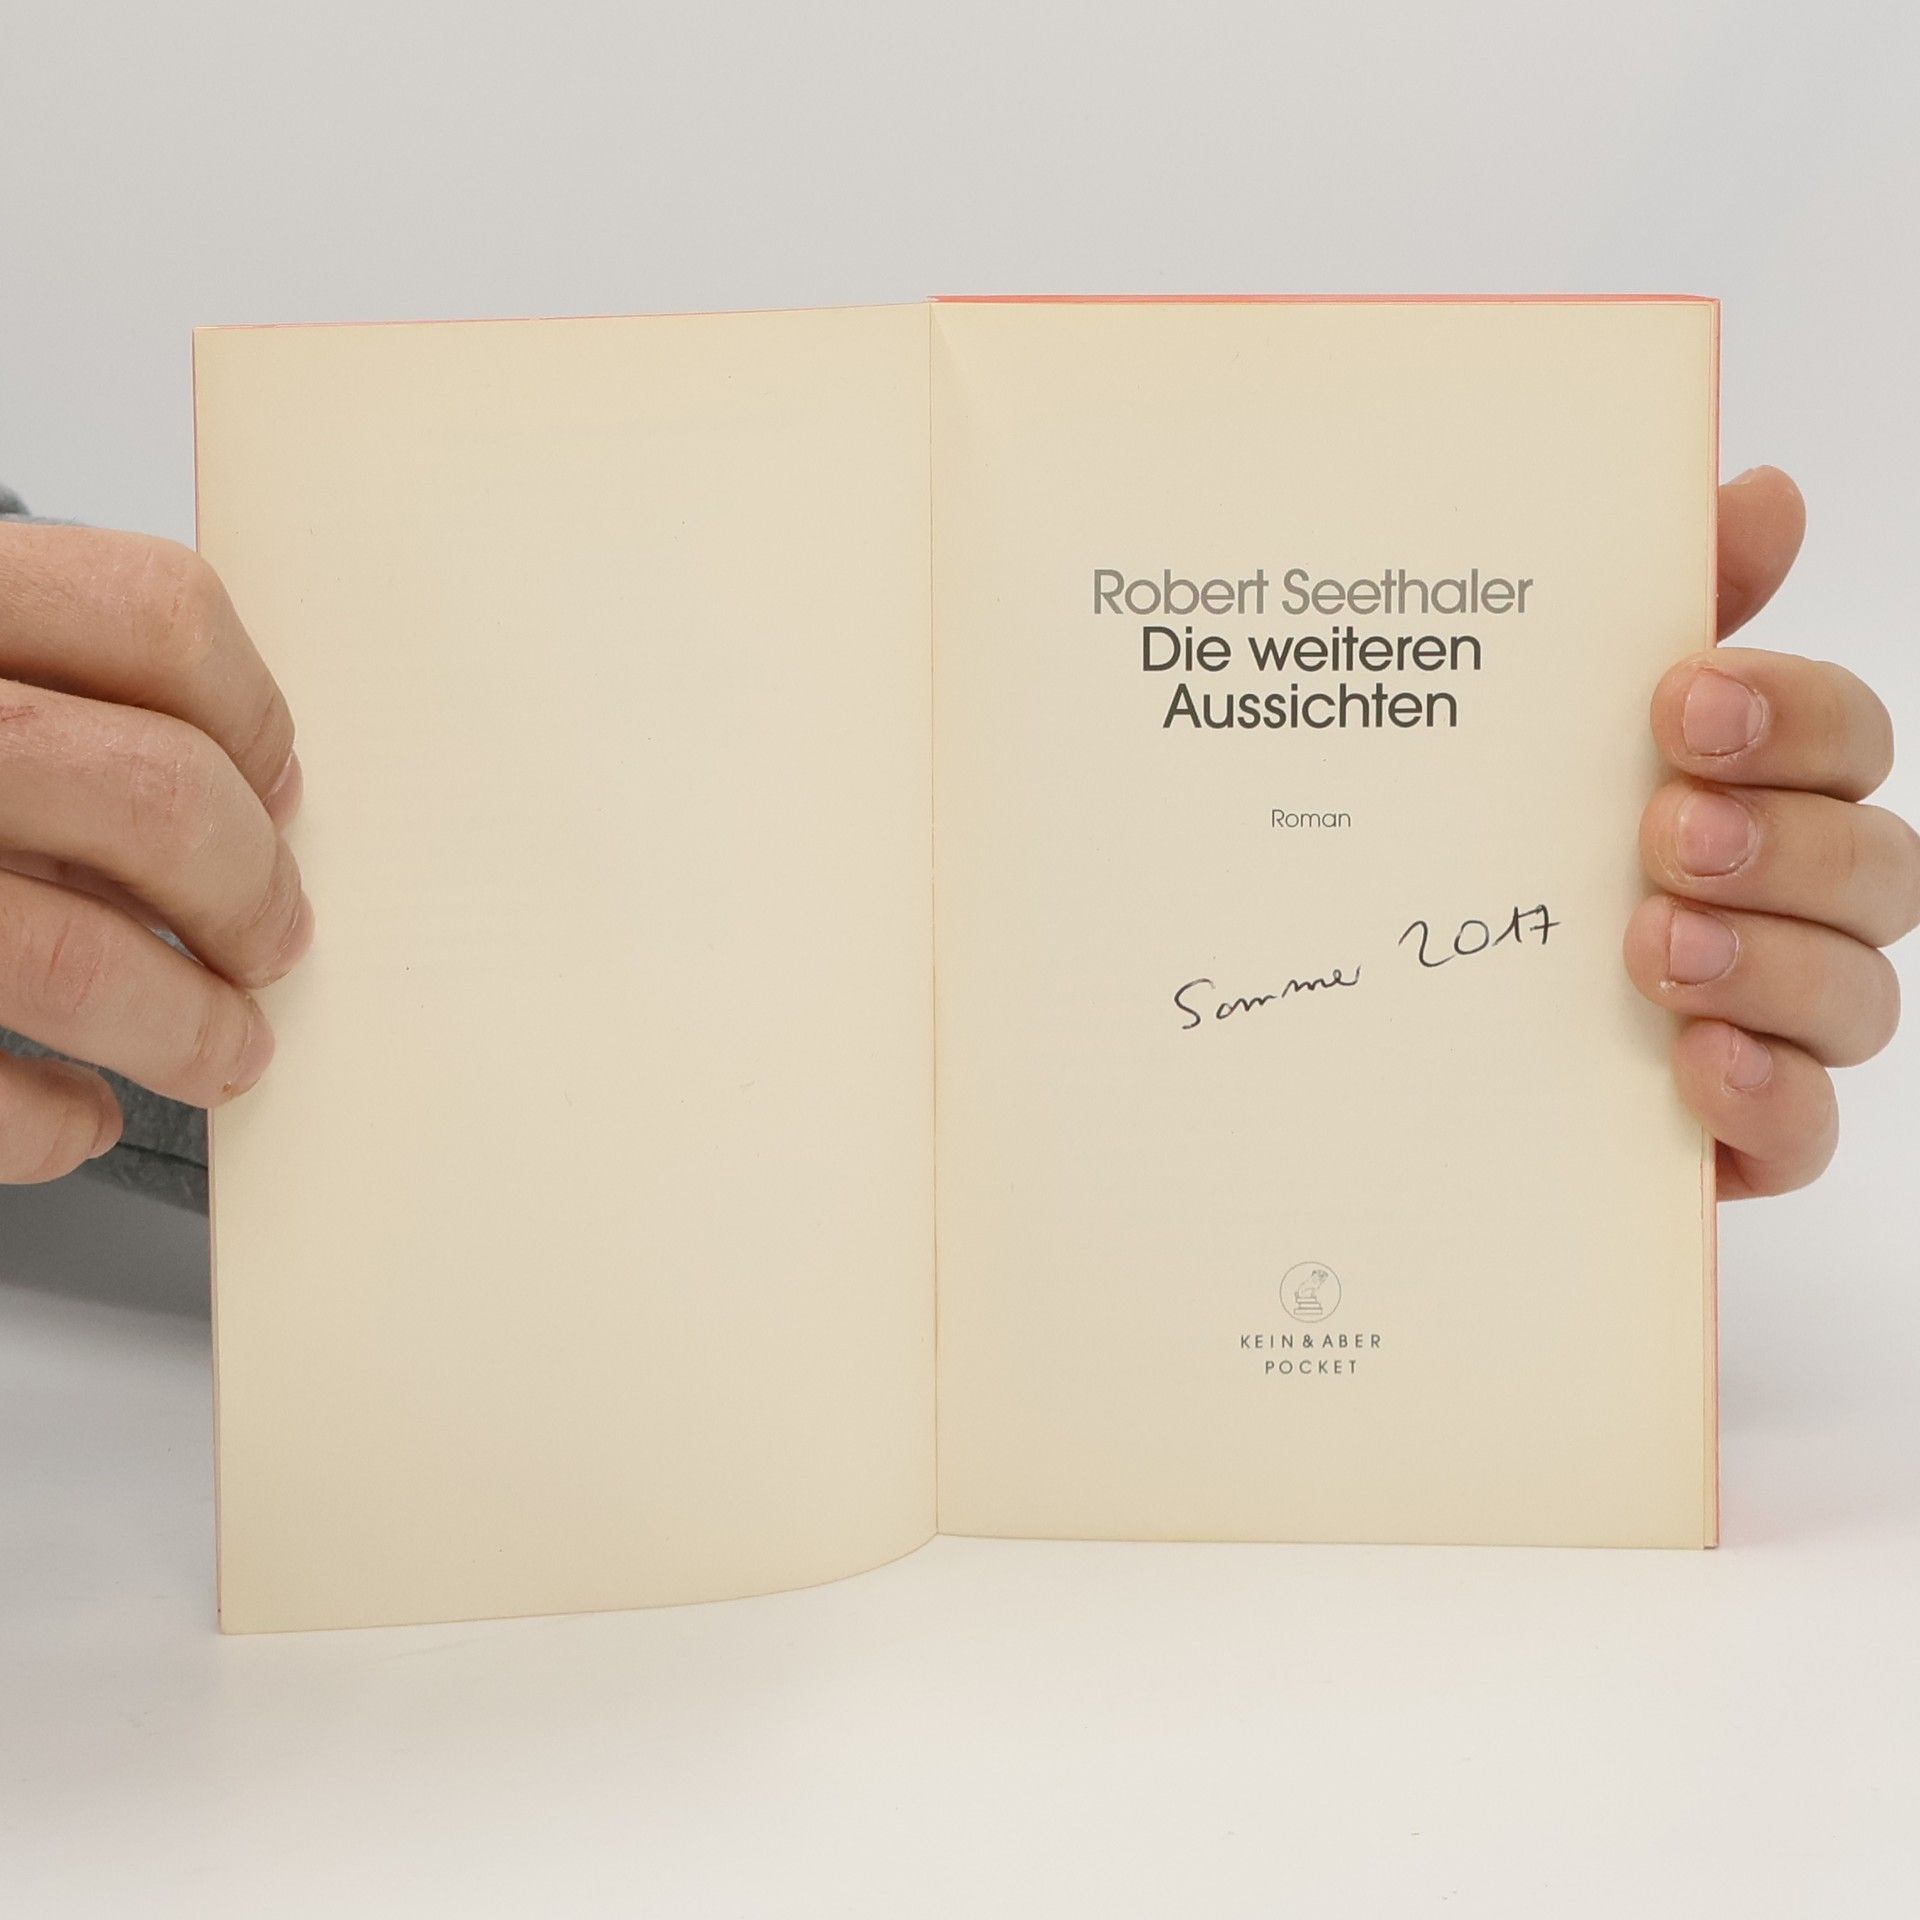 Robert Seethaler
Die weiteren
Aussichten
Roman
Sommer 2017
KEIN & ABER
POCKET